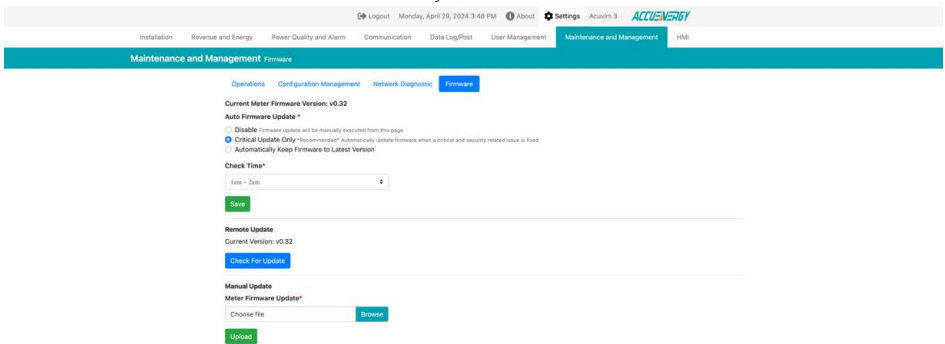 Logout Monday, April 29, 2024 3:48 PM About Settings Acuvim 3 ACCUENERGY
Installation Revenue and Energy Power Quality and Alarm Communication Data Log/Post User Management Maintenance and Management HMI
Maintenance and Management Firmware
Operations Configuration Management Network Diagnostic Firmware
Current Meter Firmware Version: v0.32
Auto Firmware Update *
Disable Firmware update will be manually executed from this page
Critical Update Only *Recommended* Automatically update firmware when a critical and security related issue is fixed
Automatically Keep Firmware to Latest Version
Check Time*
1am - 2am
Save
Remote Update
Current Version: v0.32
Check For Update
Manual Update
Meter Firmware Update*
Choose file Browse
Upload